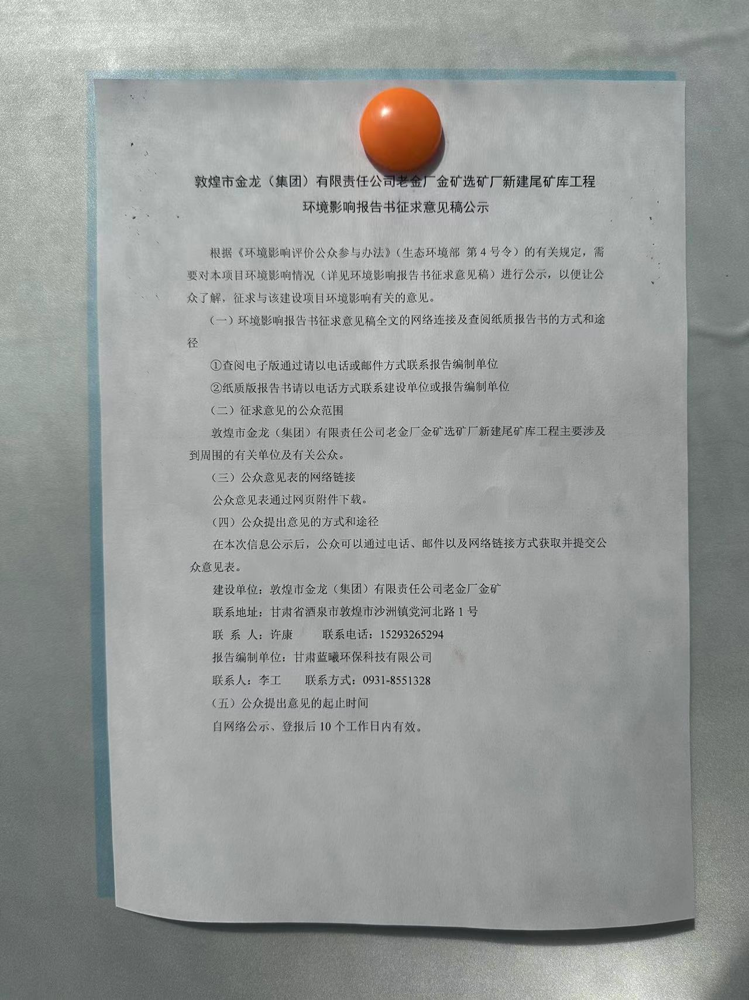 敦煌市金龙（集团）有限责任公司老金厂金矿选矿厂新建尾矿库工程
环境影响报告书征求意见稿公示
根据《环境影响评价公众参与办法》（生态环境部 第 4 号令）的有关规定，需
要对本项目环境影响情况（详见环境影响报告书征求意见稿）进行公示，以便让公
众了解，征求与该建设项目环境影响有关的意见。
（一）环境影响报告书征求意见稿全文的网络连接及查阅纸质报告书的方式和途
径
①查阅电子版通过请以电话或邮件方式联系报告编制单位
②纸质版报告书请以电话方式联系建设单位或报告编制单位
（二）征求意见的公众范围
敦煌市金龙（集团）有限责任公司老金厂金矿选矿厂新建尾矿库工程主要涉及
到周围的有关单位及有关公众。
（三）公众意见表的网络链接
公众意见表通过网页附件下载。
（四）公众提出意见的方式和途径
在本次信息公示后，公众可以通过电话、邮件以及网络链接方式获取并提交公
众意见表。
建设单位：敦煌市金龙（集团）有限责任公司老金厂金矿
联系地址：甘肃省酒泉市敦煌市沙洲镇党河北路 1 号
联 系 人：许康 联系电话：15293265294
报告编制单位：甘肃蓝曦环保科技有限公司
联系人：李工 联系方式：0931-8551328
（五）公众提出意见的起止时间
自网络公示、登报后 10 个工作日内有效。